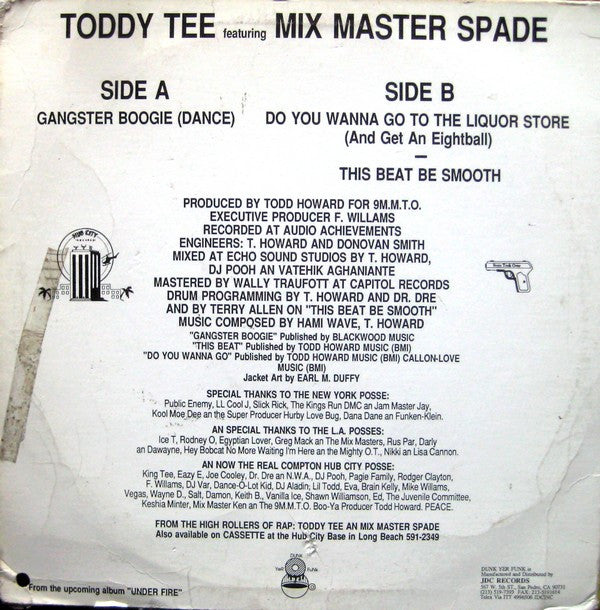 TODDY TEE featuring MIX MASTER SPADE
SIDE A
GANGSTER BOOGIE (DANCE)
SIDE B
DO YOU WANNA GO TO THE LIQUOR STORE
(And Get An Eightball)
—
THIS BEAT BE SMOOTH
PRODUCED BY TODD HOWARD FOR 9M.M.T.O.
EXECUTIVE PRODUCER F. WILLAMS
RECORDED AT AUDIO ACHIEVEMENTS
ENGINEERS: T. HOWARD AND DONOVAN SMITH
MIXED AT ECHO SOUND STUDIOS BY T. HOWARD,
DJ POOH AN VATEHIK AGHANIANTE
MASTERED BY WALLY TRAUFOTT AT CAPITOL RECORDS
DRUM PROGRAMMING BY T. HOWARD AND DR. DRE
AND BY TERRY ALLEN ON "THIS BEAT BE SMOOTH"
MUSIC COMPOSED BY HAMI WAVE, T. HOWARD
"GANGSTER BOOGIE" Published by BLACKWOOD MUSIC
"THIS BEAT" Published by TODD HOWARD MUSIC (BMI)
"DO YOU WANNA GO" Published by TODD HOWARD MUSIC (BMI) CALLON-LOVE
MUSIC (BMI)
Jacket Art by EARL M. DUFFY
HUB CITY
SPECIAL THANKS TO THE NEW YORK POSSE:
Public Enemy, LL Cool J, Slick Rick, The Kings Run DMC an Jam Master Jay,
Kool Moe Dee an the Super Producer Hurby Love Bug, Dana Dane an Funken-Klein.
AN SPECIAL THANKS TO THE L.A. POSSES:
Ice T, Rodney O, Egyptian Lover, Greg Mack an The Mix Masters, Rus Par, Darly
an Dawayne, Hey Bobcat No More Waiting I'm Here an the Mighty O.T., Nikki an Lisa Cannon.
AN NOW THE REAL COMPTON HUB CITY POSSE:
King Tee, Eazy E, Joe Cooley, Dr. Dre an N.W.A., DJ Pooh, Pagie Family, Rodger Clayton,
F. Williams, DJ Var, Dance-O-Lot Kid, DJ Aladin; Lil Todd, Eva, Brain Kelly, Mike Williams,
Vegas, Wayne D., Salt, Damon, Keith B., Vanilla Ice, Shawn Williamson, Ed, The Juvenile Committee,
Keshia Minter, Mix Master Ken an The 9M.M.T.O. Boo-Ya Produced an Howard. PEACE.
FROM THE HIGH ROLLERS OF RAP: TODDY TEE AN MIX MASTER SPADE
Also available on CASSETTE at the Hub City Base in Long Beach 591-2349
DUNK
YER FUNK
From the upcoming album "UNDER FIRE"
DUNK YER FUNK is
Manufactured and Distributed by
JDC RECORDS
567 W. 5th ST., San Pedro, CA 90731